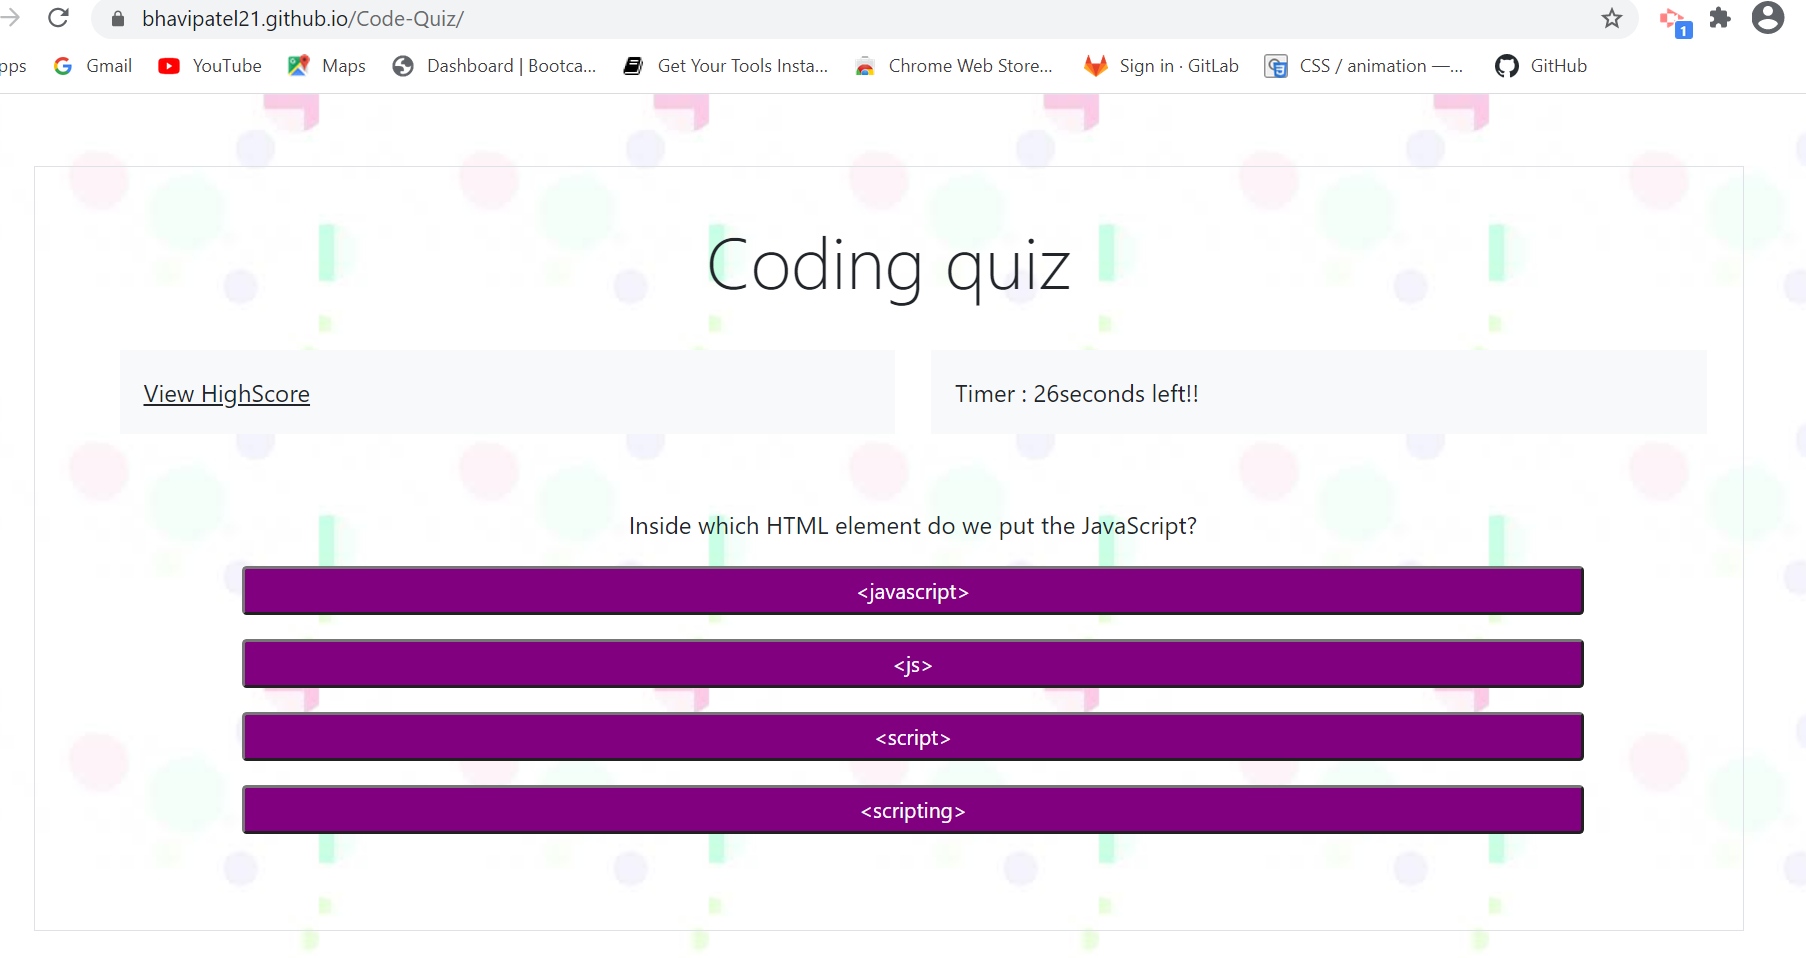 bhavipatel21.github.io/Code-Quiz/
1
pps Gmail YouTube Maps Dashboard | Bootca... Get Your Tools Insta... Chrome Web Store... Sign in · GitLab CSS / animation —... GitHub
Coding quiz
View HighScore
Timer : 26seconds left!!
Inside which HTML element do we put the JavaScript?
<javascript>
<js>
<script>
<scripting>